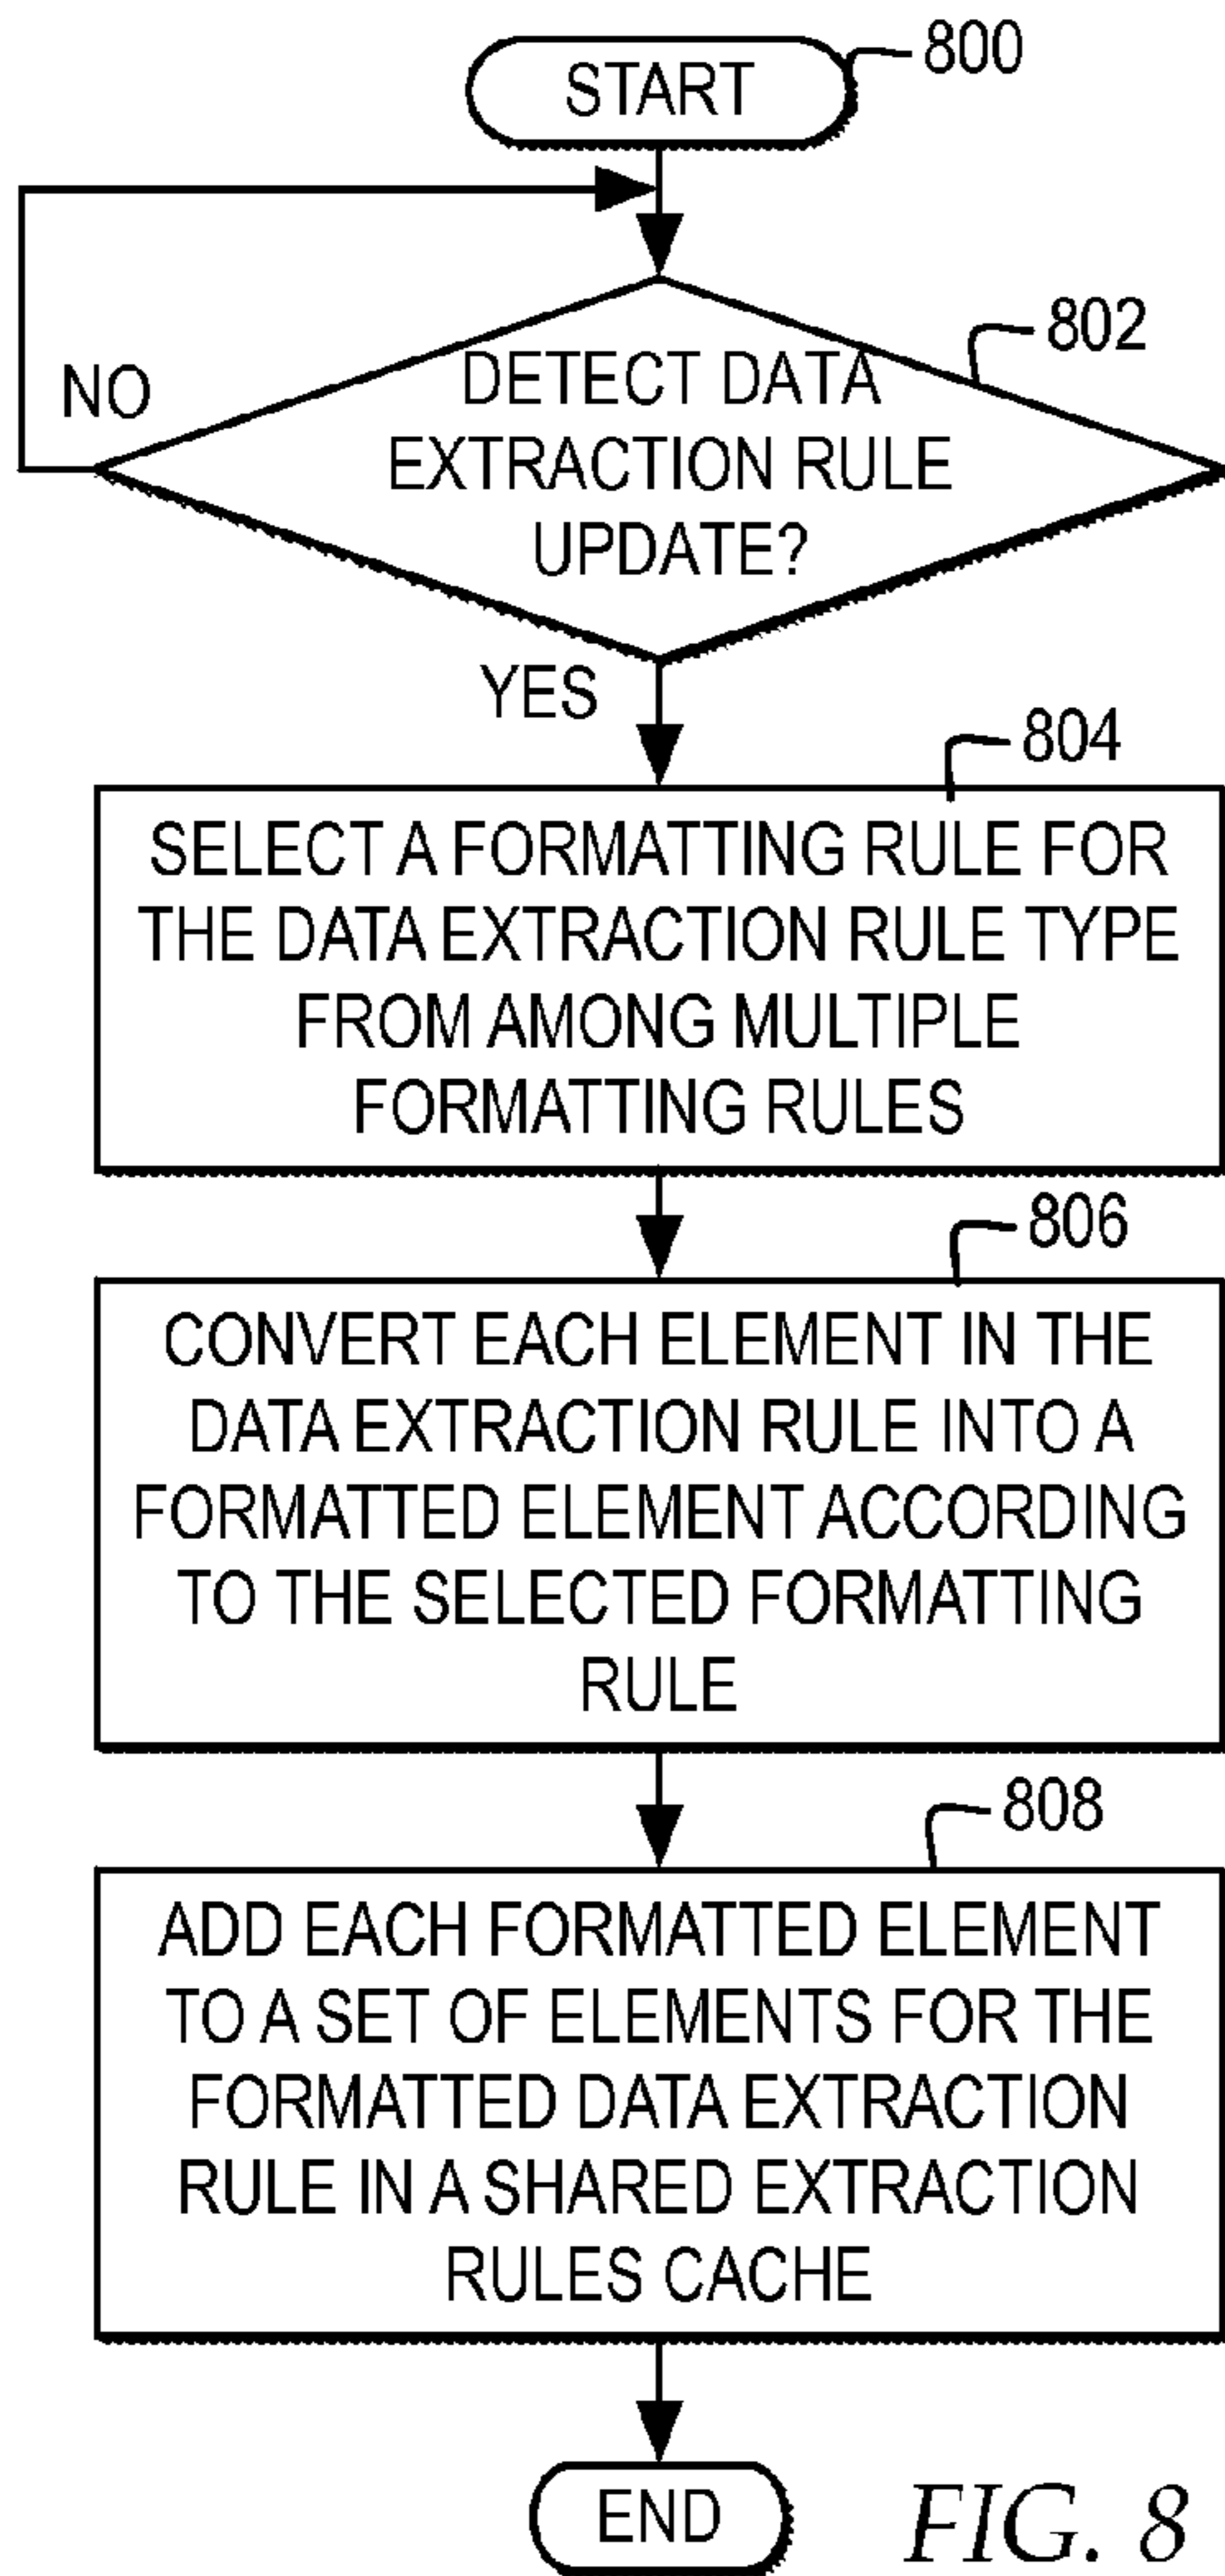 START
800
802
DETECT DATA
EXTRACTION RULE
UPDATE?
NO
YES
804
SELECT A FORMATTING RULE FOR
THE DATA EXTRACTION RULE TYPE
FROM AMONG MULTIPLE
FORMATTING RULES
806
CONVERT EACH ELEMENT IN THE
DATA EXTRACTION RULE INTO A
FORMATTED ELEMENT ACCORDING
TO THE SELECTED FORMATTING
RULE
808
ADD EACH FORMATTED ELEMENT
TO A SET OF ELEMENTS FOR THE
FORMATTED DATA EXTRACTION
RULE IN A SHARED EXTRACTION
RULES CACHE
END
FIG. 8